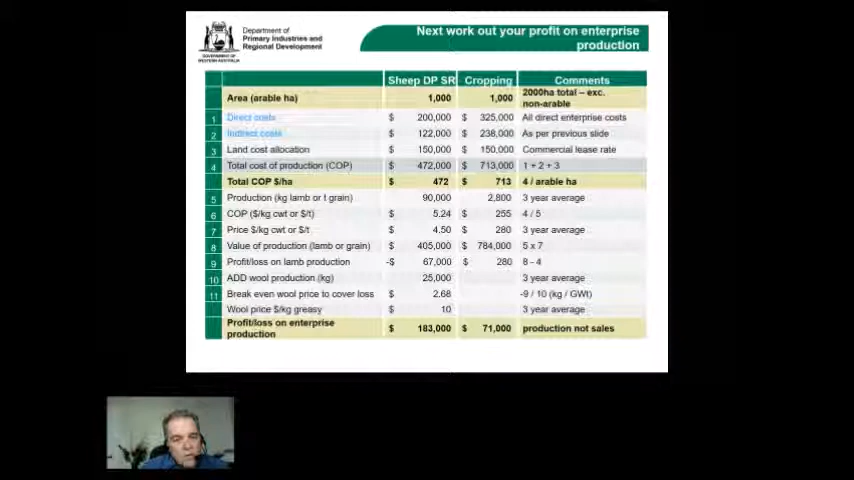 Department of
Primary Industries and
Regional Development
GOVERNMENT OF
WESTERN AUSTRALIA
Next work out your profit on enterprise
production
Sheep DP SR Cropping Comments
Area (arable ha) 1,000 1,000 2000ha total – exc. non-arable
1 Direct costs $ 200,000 $ 325,000 All direct enterprise costs
2 Indirect costs $ 122,000 $ 238,000 As per previous slide
3 Land cost allocation $ 150,000 $ 150,000 Commercial lease rate
4 Total cost of production (COP) $ 472,000 $ 713,000 1 + 2 + 3
Total COP $/ha $ 472 $ 713 4 / arable ha
5 Production (kg lamb or t grain) 90,000 2,800 3 year average
6 COP ($/kg cwt or $/t) $ 5.24 $ 255 4 / 5
7 Price $/kg cwt or $/t $ 4.50 $ 280 3 year average
8 Value of production (lamb or grain) $ 405,000 $ 784,000 5 x 7
9 Profit/loss on lamb production -$ 67,000 $ 280 8 - 4
10 ADD wool production (kg) 25,000 3 year average
11 Break even wool price to cover loss $ 2.68 -9 / 10 (kg / GWt)
Wool price $/kg greasy $ 10 3 year average
Profit/loss on enterprise production $ 183,000 $ 71,000 production not sales